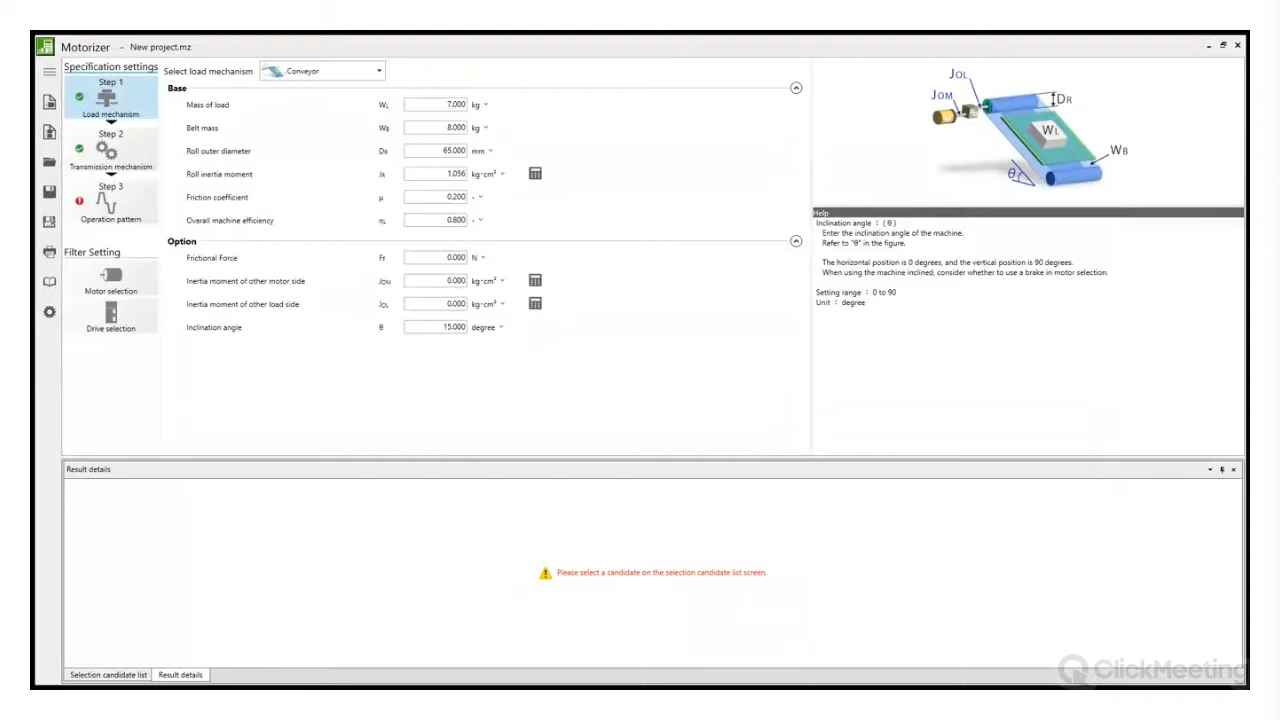 Motorizer - New project.mz
Specification settings
Step 1
Load mechanism
Step 2
Transmission mechanism
Step 3
Operation pattern
Filter Setting
Motor selection
Drive selection
Select load mechanism Conveyor
Base
Mass of load WL 7.000 kg
Belt mass WB 8.000 kg
Roll outer diameter DR 65.000 mm
Roll inertia moment JR 1.056 kg·cm²
Friction coefficient μ 0.200 -
Overall machine efficiency ηL 0.800 -
Option
Frictional Force FF 0.000 N
Inertia moment of other motor side JOM 0.000 kg·cm²
Inertia moment of other load side JOL 0.000 kg·cm²
Inclination angle θ 15.000 degree
JOL
JOM
DR
WL
WB
θ
Help
Inclination angle : (θ)
Enter the inclination angle of the machine.
Refer to "θ" in the figure.
The horizontal position is 0 degrees, and the vertical position is 90 degrees.
When using the machine inclined, consider whether to use a brake in motor selection.
Setting range : 0 to 90
Unit : degree
Result details
Please select a candidate on the selection candidate list screen.
Selection candidate list Result details
ClickMeeting